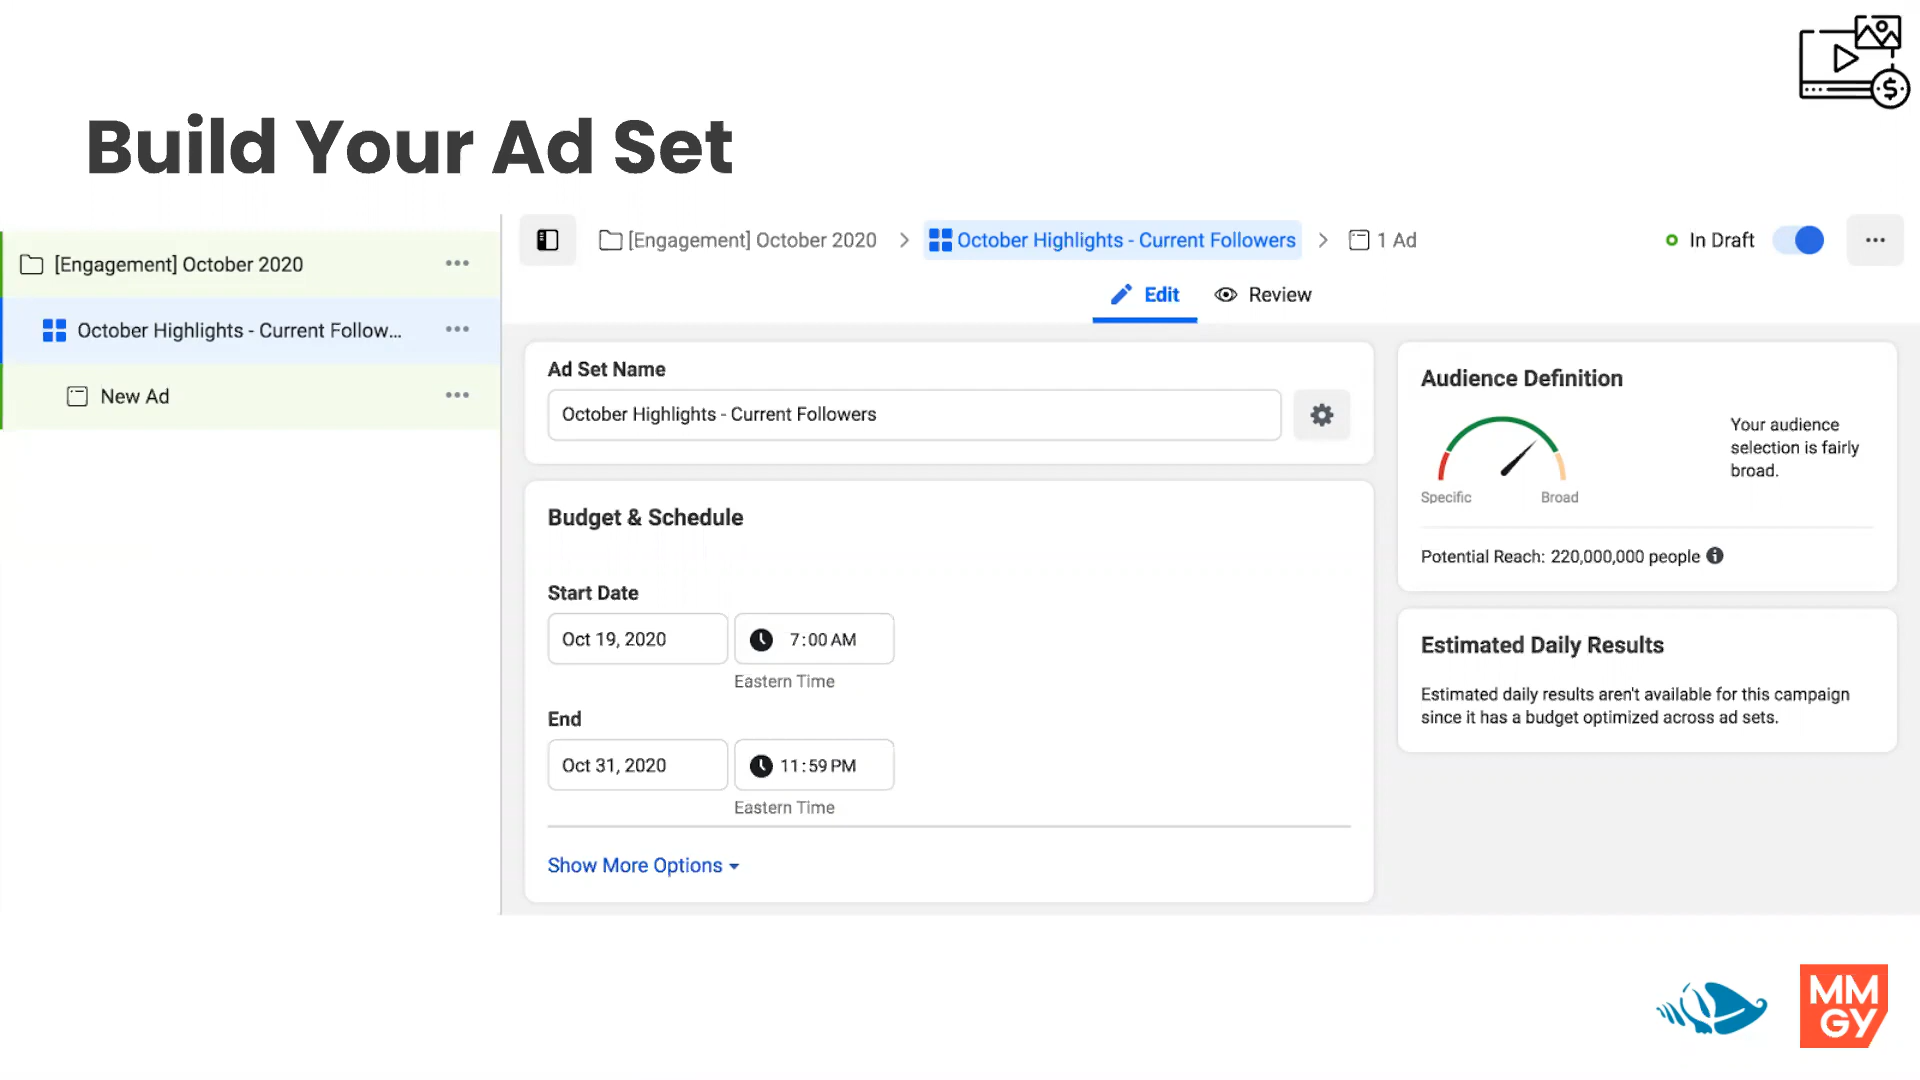 Build Your Ad Set
[Engagement] October 2020
October Highlights - Current Follow...
New Ad
[Engagement] October 2020
October Highlights - Current Followers
1 Ad
In Draft
Edit
Review
Ad Set Name
October Highlights - Current Followers
Budget & Schedule
Start Date
Oct 19, 2020
7:00 AM
Eastern Time
End
Oct 31, 2020
11:59 PM
Eastern Time
Show More Options
Audience Definition
Your audience
selection is fairly
broad.
Specific
Broad
Potential Reach: 220,000,000 people
Estimated Daily Results
Estimated daily results aren't available for this campaign
since it has a budget optimized across ad sets.
MM
GY